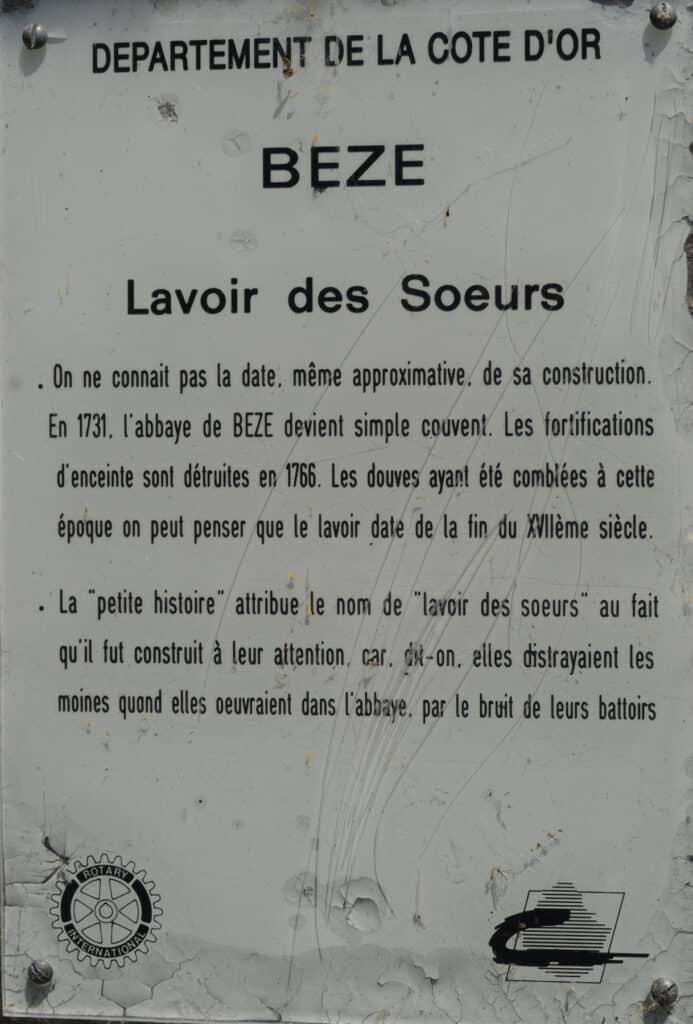 DEPARTEMENT DE LA COTE D'OR
BEZE
Lavoir des Soeurs
. On ne connait pas la date, même approximative, de sa construction.
En 1731, l'abbaye de BEZE devient simple couvent. Les fortifications
d'enceinte sont détruites en 1766. Les douves ayant été comblées à cette
époque on peut penser que le lavoir date de la fin du XVIIème siècle.
. La "petite histoire" attribue le nom de "lavoir des soeurs" au fait
qu'il fut construit à leur attention, car, dit-on, elles distrayaient les
moines quond elles oeuvraient dans l'abbaye, par le bruit de leurs battoirs
ROTARY
INTERNATIONAL